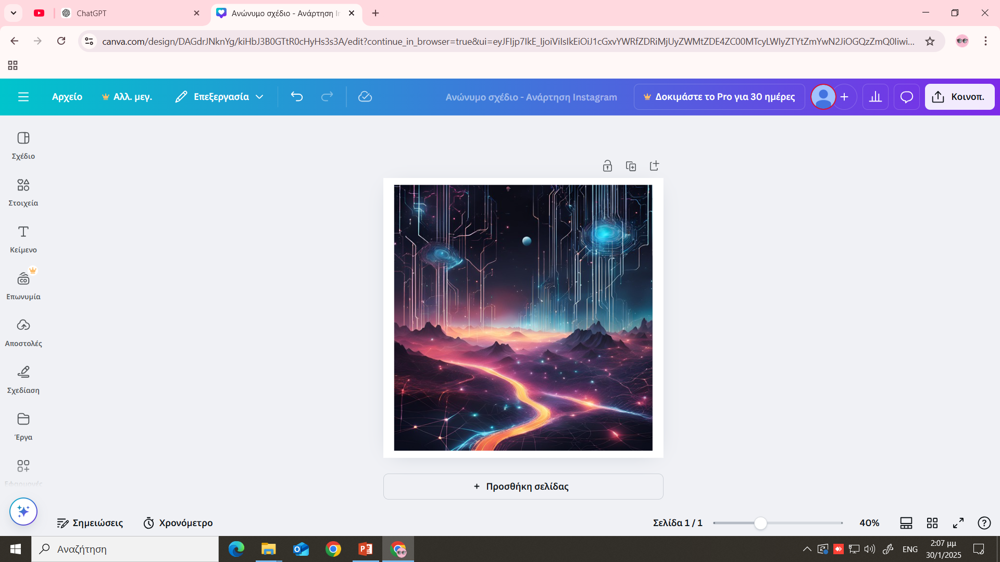 ChatGPT
Ανώνυμο σχέδιο - Ανάρτηση Ir
canva.com/design/DAGdrJNknYg/kiHbJ3B0GTtR0cHyHs3s3A/edit?continue_in_browser=true&ui=eyJFIjp7IkE_IjoiViIsIkEiOiJ1cGxvYWRfZDRiMjUyZWMtZDE4ZC00MTcyLWIyZTYtZmYwN2JiOGQzZmQ0Iiwi...
Αρχείο
Αλλ. μεγ.
Επεξεργασία
Ανώνυμο σχέδιο - Ανάρτηση Instagram
Δοκιμάστε το Pro για 30 ημέρες
Κοινοπ.
Σχέδιο
Στοιχεία
Κείμενο
CO
Επωνυμία
Αποστολές
Σχεδίαση
Έργα
Εφαρμογές
+ Προσθήκη σελίδας
Σημειώσεις
Χρονόμετρο
Σελίδα 1 / 1
40%
Αναζήτηση
ENG
2:07 μμ
30/1/2025